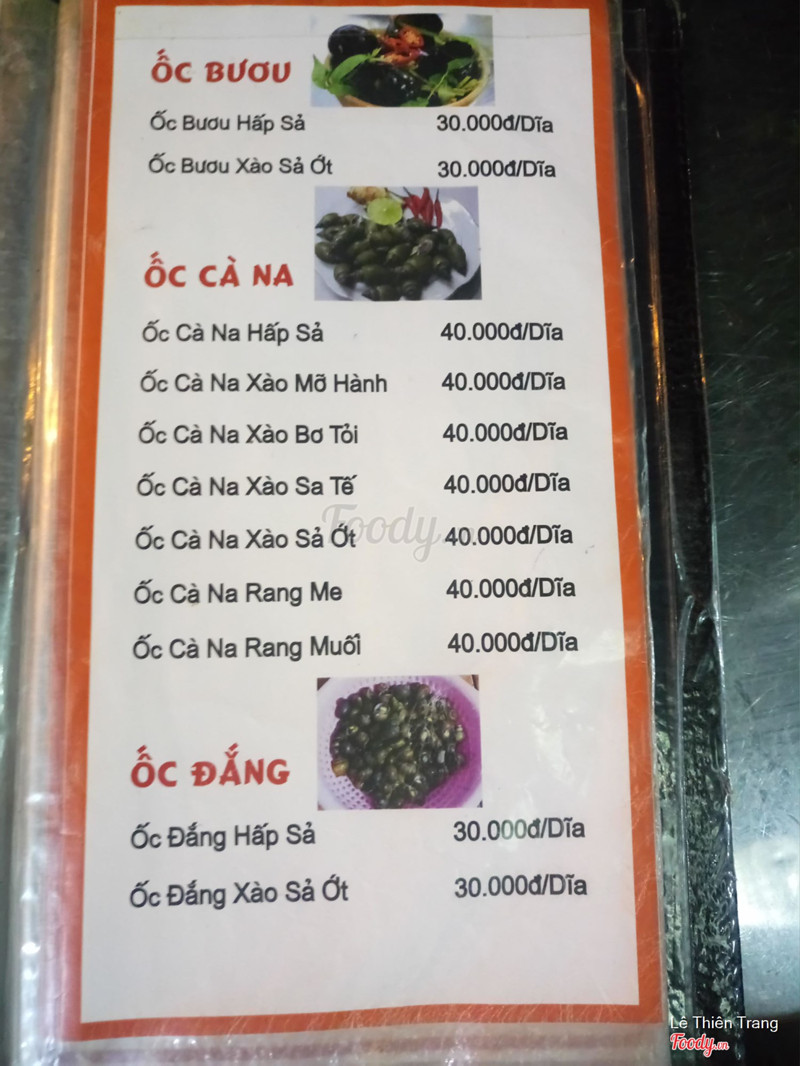 ỐC BƯƠU
Ốc Bươu Hấp Sả 30.000đ/Dĩa
Ốc Bươu Xào Sả Ớt 30.000đ/Dĩa
ỐC CÀ NA
Ốc Cà Na Hấp Sả 40.000đ/Dĩa
Ốc Cà Na Xào Mỡ Hành 40.000đ/Dĩa
Ốc Cà Na Xào Bơ Tỏi 40.000đ/Dĩa
Ốc Cà Na Xào Sa Tế 40.000đ/Dĩa
Foody.vn
Ốc Cà Na Xào Sả Ớt 40.000đ/Dĩa
Ốc Cà Na Rang Me 40.000đ/Dĩa
Ốc Cà Na Rang Muối 40.000đ/Dĩa
ỐC ĐẮNG
Ốc Đắng Hấp Sả 30.000đ/Dĩa
Ốc Đắng Xào Sả Ớt 30.000đ/Dĩa
Lê Thiên Trang
Foody.vn